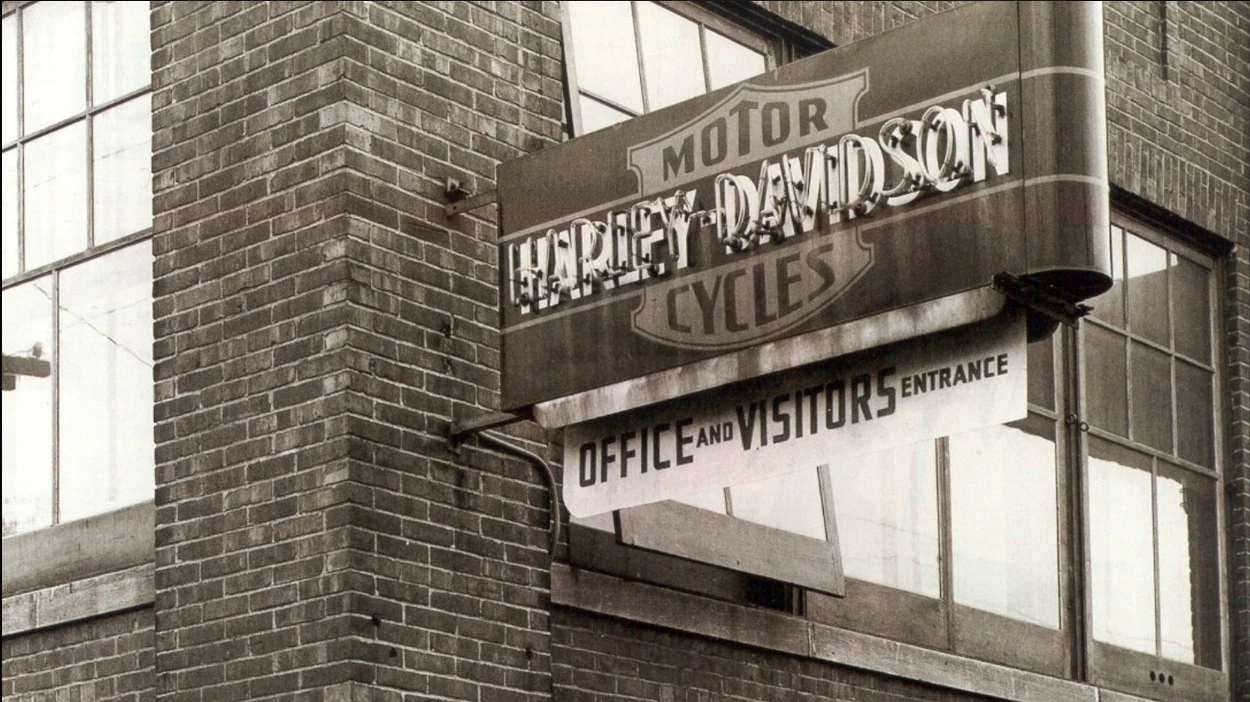 MOTOR
HARLEY-DAVIDSON
CYCLES
OFFICE AND VISITORS ENTRANCE